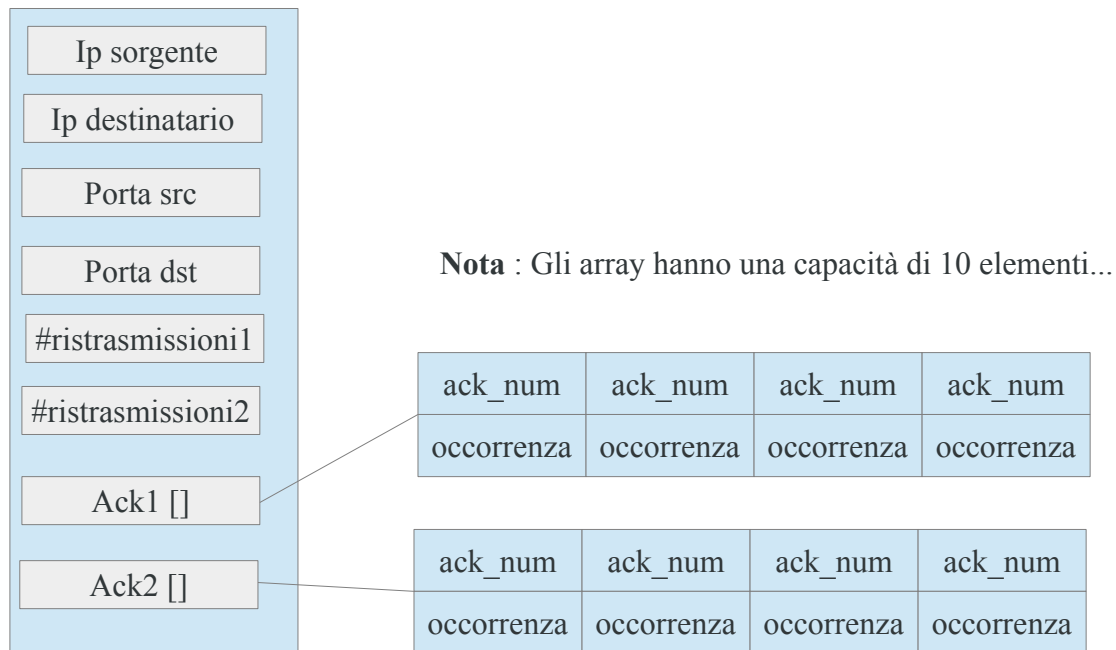 Ip sorgente
Ip destinatario
Porta src
Porta dst
#ristrasmissioni1
#ristrasmissioni2
Ack1 []
Ack2 []
Nota : Gli array hanno una capacità di 10 elementi...
ack_num ack_num ack_num ack_num
occorrenza occorrenza occorrenza occorrenza
ack_num ack_num ack_num ack_num
occorrenza occorrenza occorrenza occorrenza